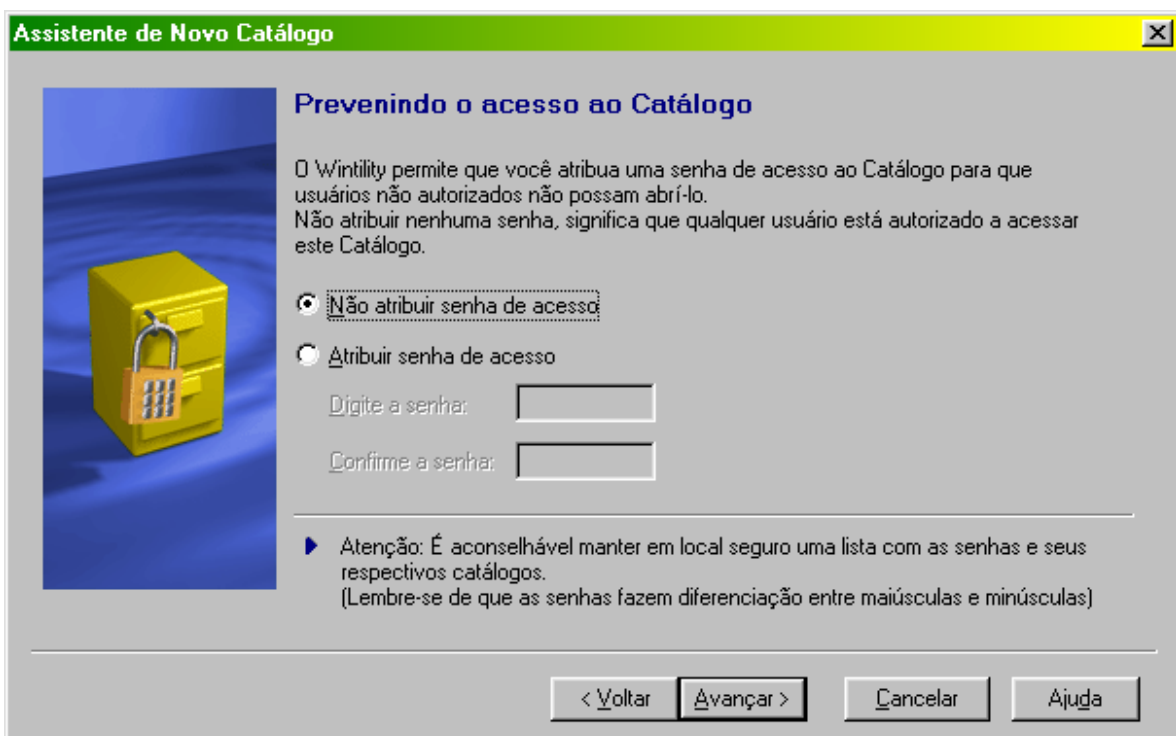 Assistente de Novo Catálogo
Prevenindo o acesso ao Catálogo
O Wintility permite que você atribua uma senha de acesso ao Catálogo para que
usuários não autorizados não possam abrí-lo.
Não atribuir nenhuma senha, significa que qualquer usuário está autorizado a acessar
este Catálogo.
Não atribuir senha de acesso
Atribuir senha de acesso
Digite a senha:
Confirme a senha:
Atenção: É aconselhável manter em local seguro uma lista com as senhas e seus
respectivos catálogos.
(Lembre-se de que as senhas fazem diferenciação entre maiúsculas e minúsculas)
< Voltar
Avançar >
Cancelar
Ajuda